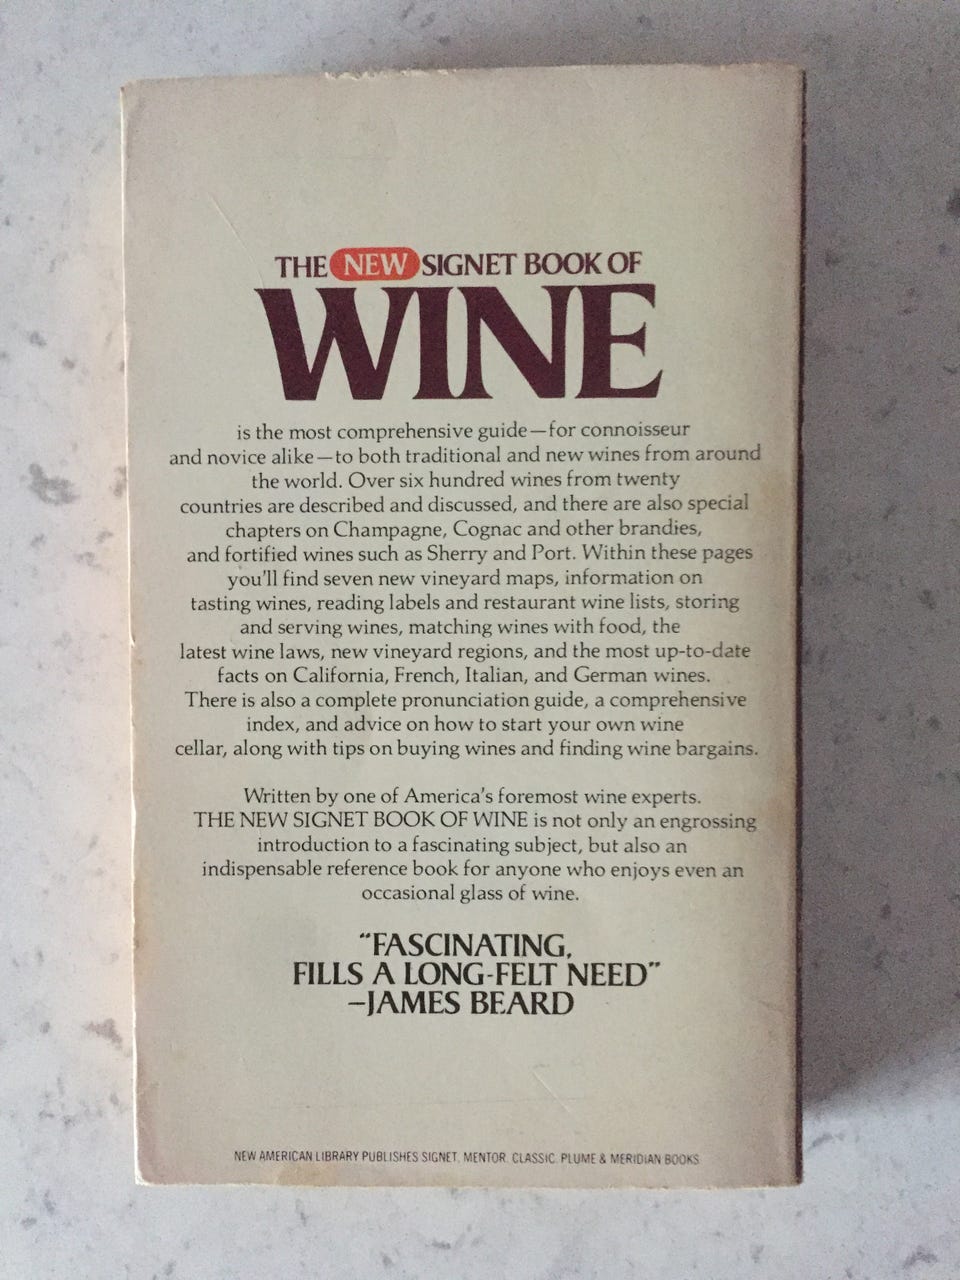 THE NEW SIGNET BOOK OF
WINE
is the most comprehensive guide—for connoisseur
and novice alike—to both traditional and new wines from around
the world. Over six hundred wines from twenty
countries are described and discussed, and there are also special
chapters on Champagne, Cognac and other brandies,
and fortified wines such as Sherry and Port. Within these pages
you'll find seven new vineyard maps, information on
tasting wines, reading labels and restaurant wine lists, storing
and serving wines, matching wines with food, the
latest wine laws, new vineyard regions, and the most up-to-date
facts on California, French, Italian, and German wines.
There is also a complete pronunciation guide, a comprehensive
index, and advice on how to start your own wine
cellar, along with tips on buying wines and finding wine bargains.
Written by one of America's foremost wine experts.
THE NEW SIGNET BOOK OF WINE is not only an engrossing
introduction to a fascinating subject, but also an
indispensable reference book for anyone who enjoys even an
occasional glass of wine.
“FASCINATING,
FILLS A LONG-FELT NEED”
—JAMES BEARD
NEW AMERICAN LIBRARY PUBLISHES SIGNET, MENTOR, CLASSIC, PLUME & MERIDIAN BOOKS